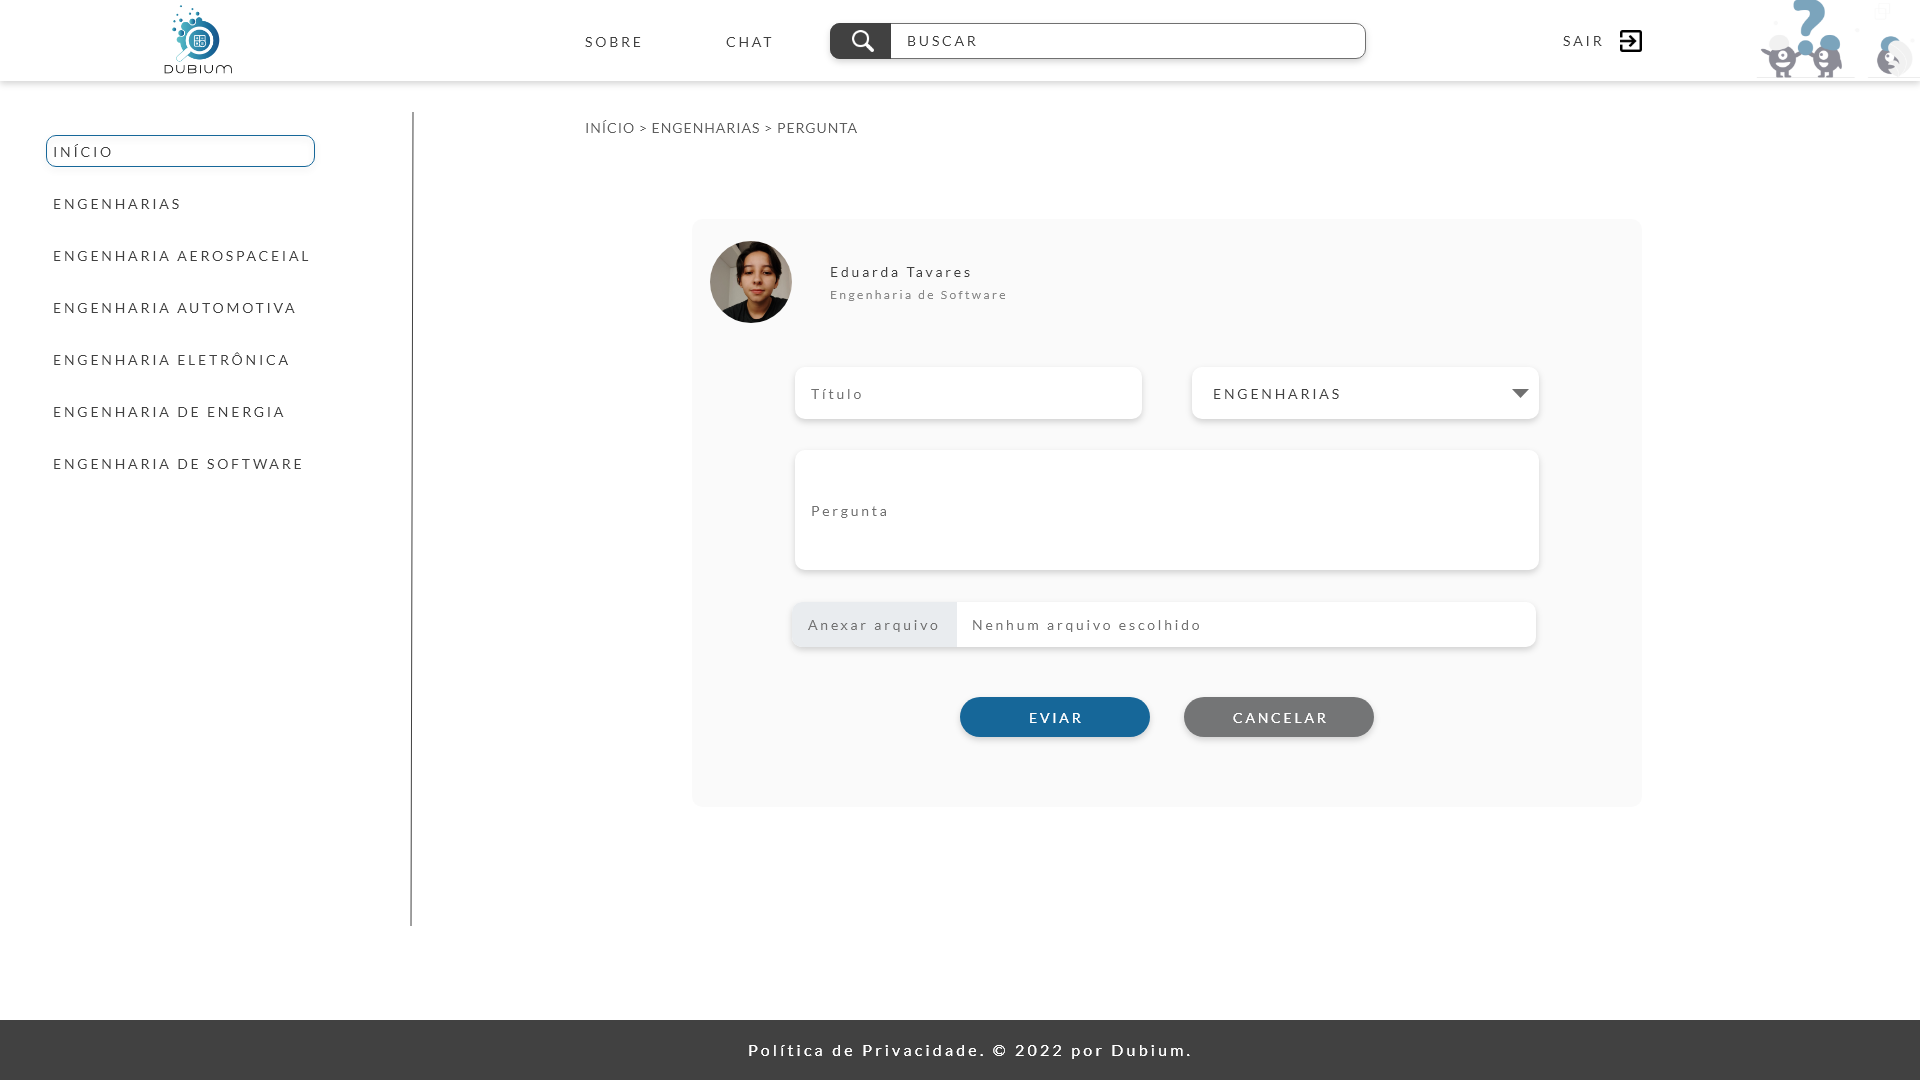 DUBIUM
SOBRE
CHAT
BUSCAR
SAIR
?
INÍCIO > ENGENHARIAS > PERGUNTA
INÍCIO
ENGENHARIAS
ENGENHARIA AEROSPACEIAL
ENGENHARIA AUTOMOTIVA
ENGENHARIA ELETRÔNICA
ENGENHARIA DE ENERGIA
ENGENHARIA DE SOFTWARE
Eduarda Tavares
Engenharia de Software
Título
ENGENHARIAS
Pergunta
Anexar arquivo
Nenhum arquivo escolhido
EVIAR
CANCELAR
Política de Privacidade. © 2022 por Dubium.